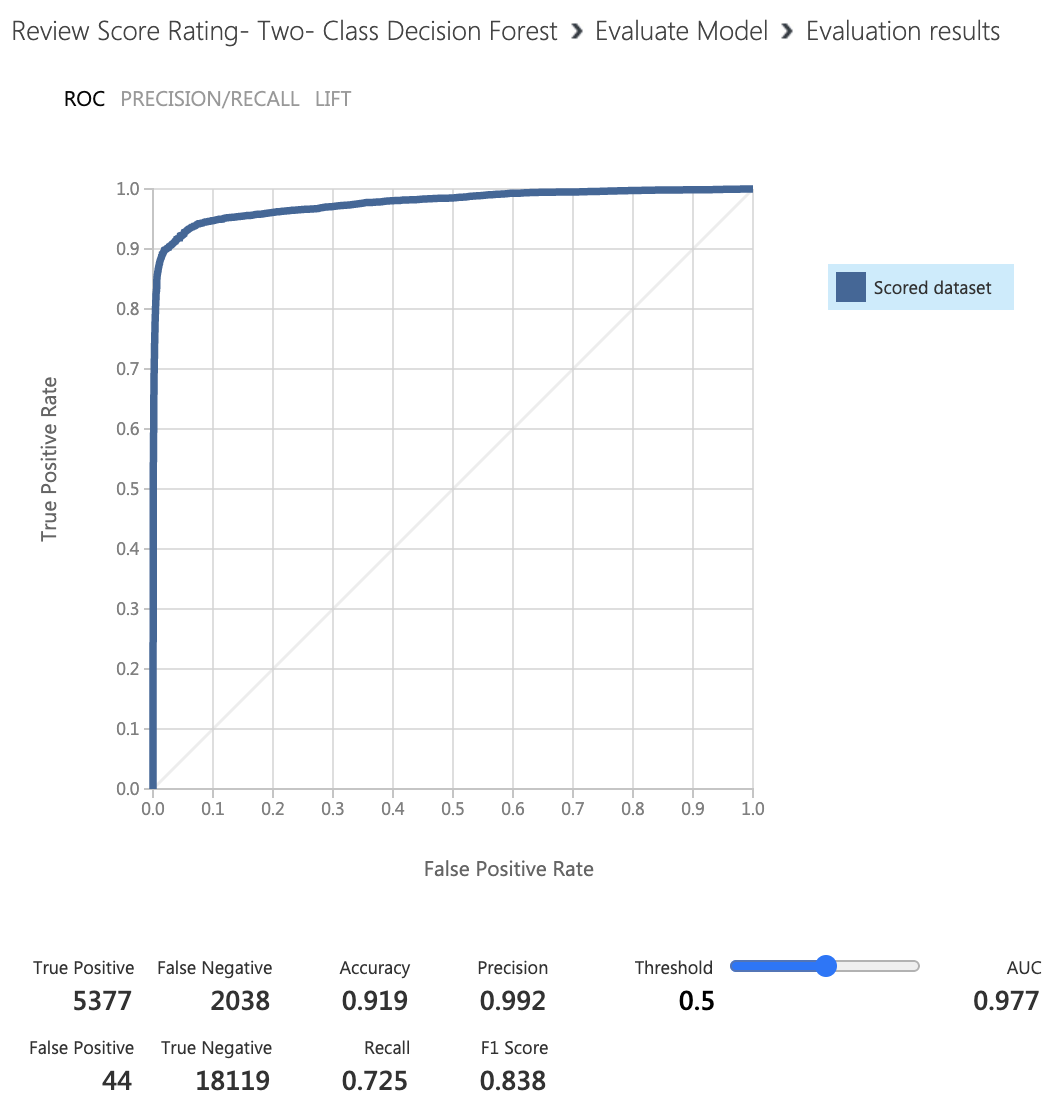 Review Score Rating- Two- Class Decision Forest › Evaluate Model › Evaluation results
ROC PRECISION/RECALL LIFT
1.0
0.9
0.8
0.7
0.6
0.5
0.4
0.3
0.2
0.1
0.0
True Positive Rate
0.0 0.1 0.2 0.3 0.4 0.5 0.6 0.7 0.8 0.9 1.0
False Positive Rate
Scored dataset
True Positive False Negative Accuracy Precision Threshold AUC
5377 2038 0.919 0.992 0.5 0.977
False Positive True Negative Recall F1 Score
44 18119 0.725 0.838